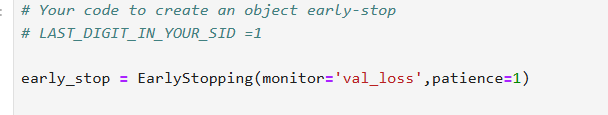 # Your code to create an object early-stop
# LAST_DIGIT_IN_YOUR_SID =1
early_stop = EarlyStopping(monitor='val_loss',patience=1)